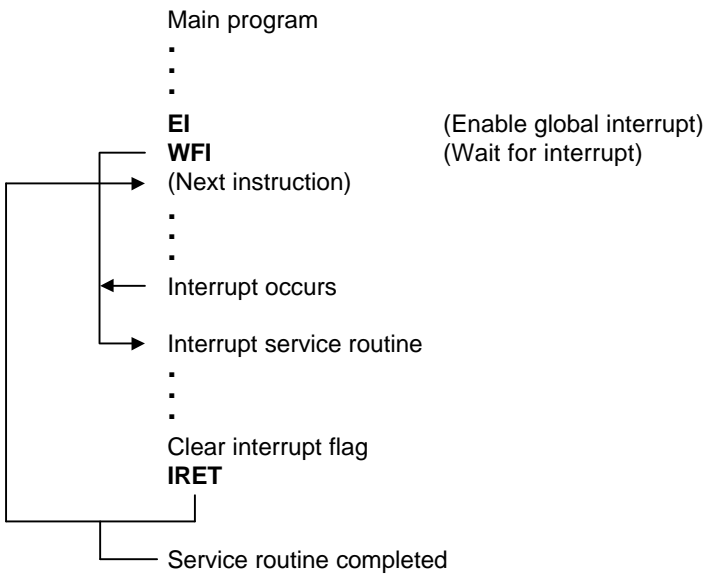 Main program
EI (Enable global interrupt)
WFI (Wait for interrupt)
(Next instruction)
Interrupt occurs
Interrupt service routine
Clear interrupt flag
IRET
Service routine completed